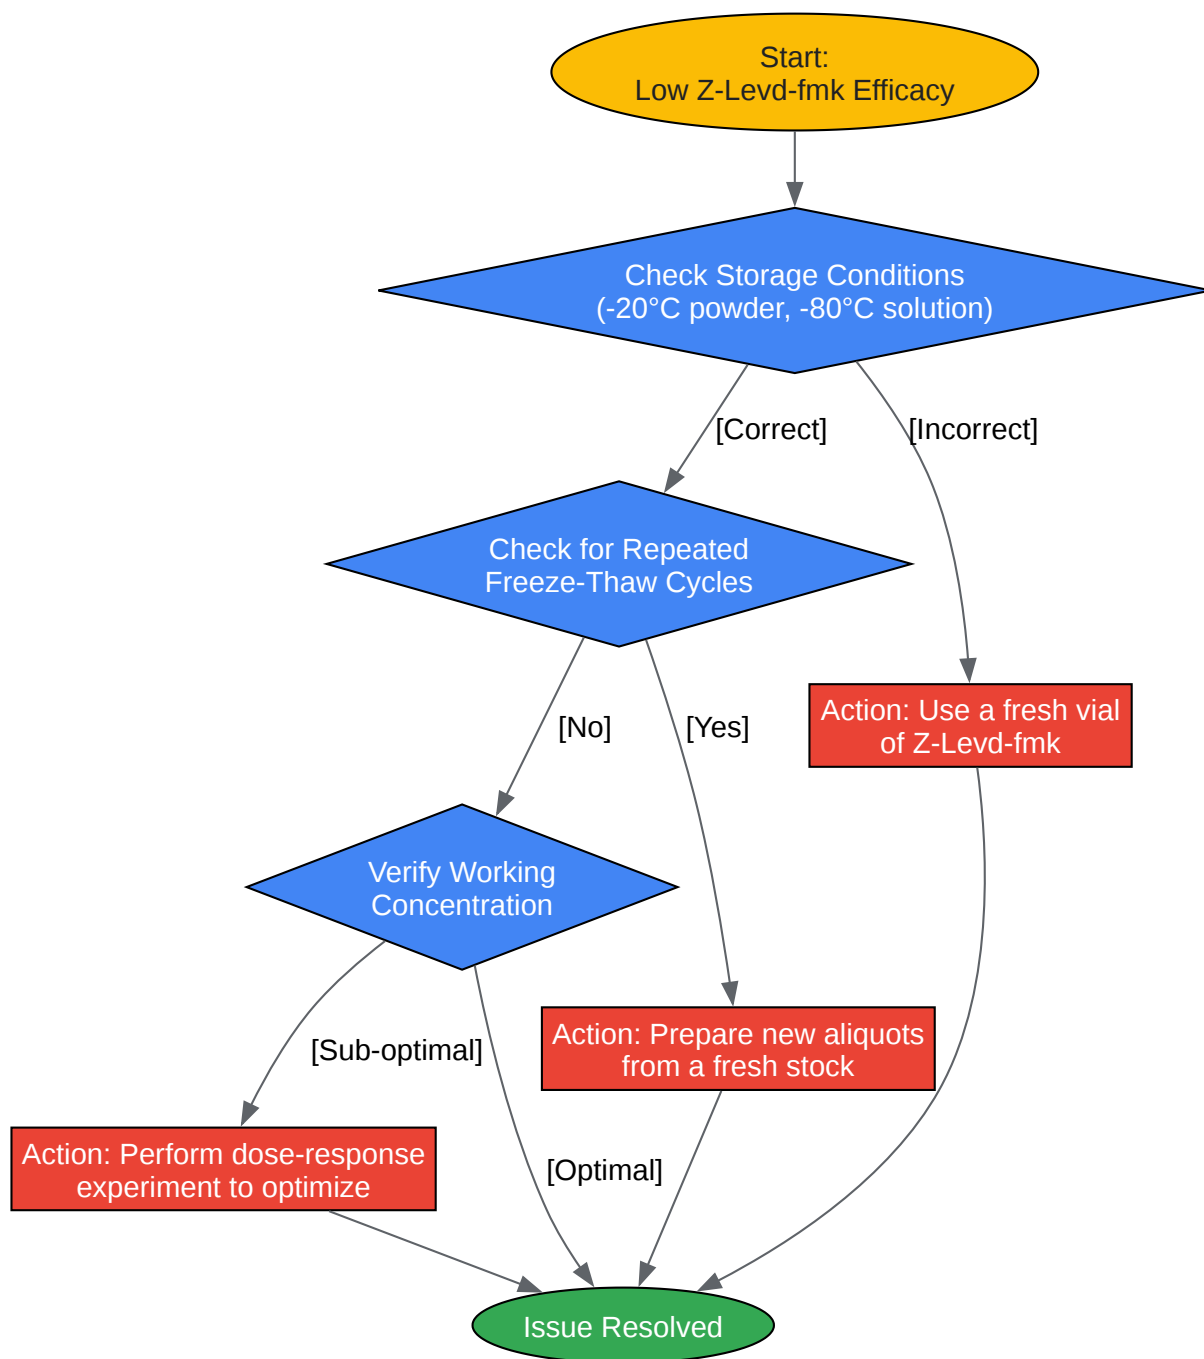 Start:
Low Z-Levd-fmk Efficacy
Check Storage Conditions
(-20°C powder, -80°C solution)
[Correct]
[Incorrect]
Check for Repeated
Freeze-Thaw Cycles
Action: Use a fresh vial
of Z-Levd-fmk
[No]
[Yes]
Verify Working
Concentration
Action: Prepare new aliquots
from a fresh stock
[Sub-optimal]
Action: Perform dose-response
experiment to optimize
[Optimal]
Issue Resolved